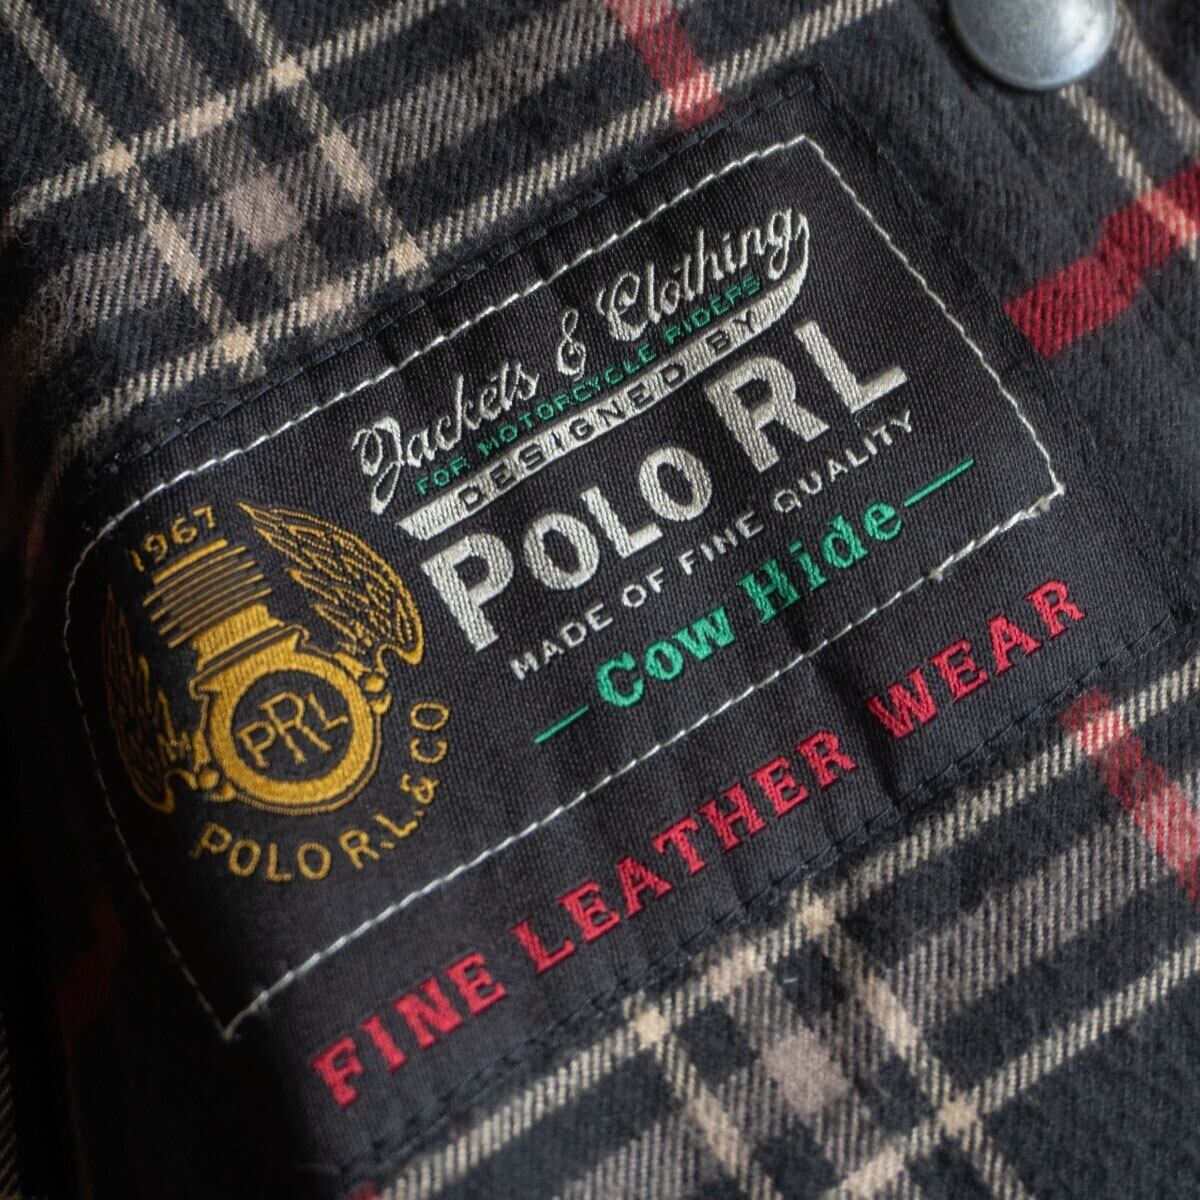 Jackets & Clothing
FOR MOTORCYCLE RIDERS
DESIGNED BY
POLO RL
MADE OF FINE QUALITY
Cow Hide
1967
PRL
POLO R.L. & CO
FINE LEATHER WEAR